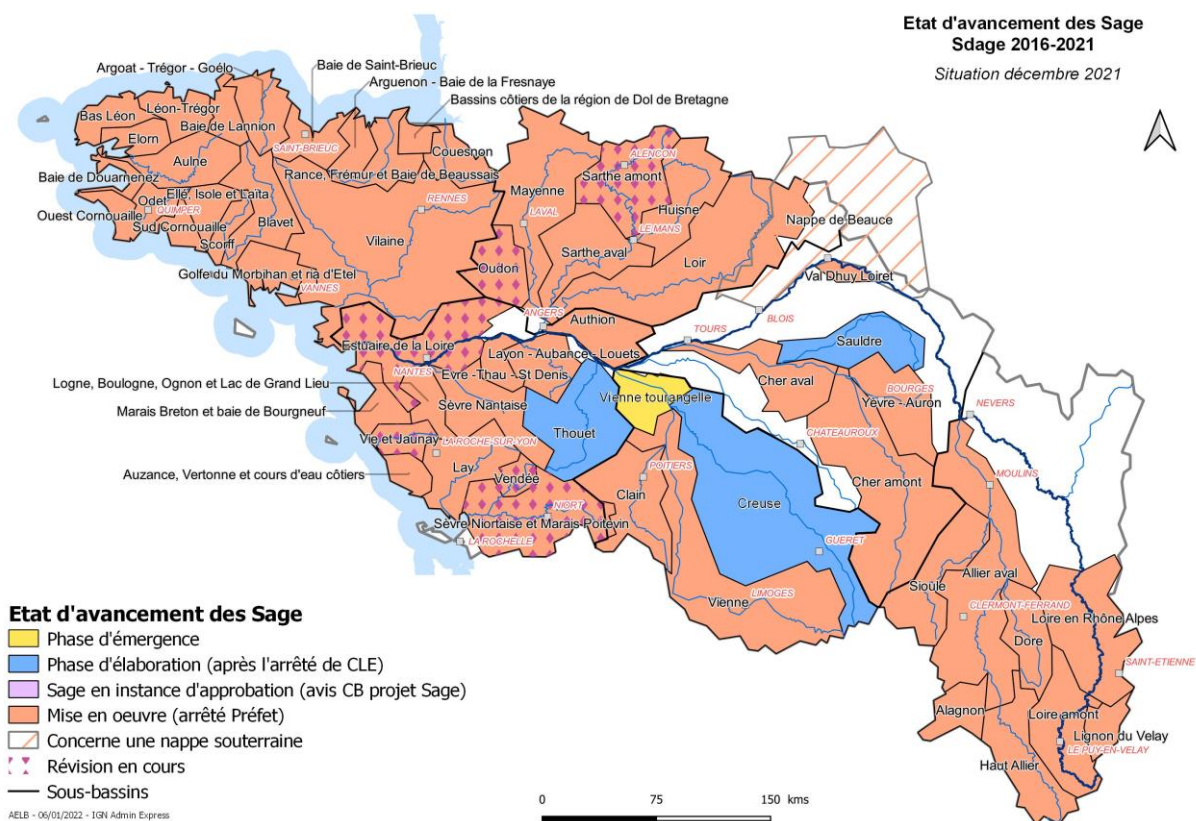 Etat d'avancement des Sage
Sdage 2016-2021
Situation décembre 2021
Argoat - Trégor - Goélo
Baie de Saint-Brieuc
Arguenon - Baie de la Fresnaye
Bassins côtiers de la région de Dol de Bretagne
Bas Léon
Léon-Trégor
Baie de Lannion
Elorn
SAINT-BRIEUC
Couesnon
Aulne
Rance, Frémur et Baie de Beaussais
Baie de Douarnenez
Ellé, Isole et Laïta
Odet
QUIMPER
Ouest Cornouaille
Sud Cornouaille
Blavet
Scorff
RENNES
Vilaine
Golfe du Morbihan et ria d'Etel
VANNES
Mayenne
LAVAL
ALENCON
Sarthe amont
Huisne
LE MANS
Sarthe aval
Loir
Nappe de Beauce
Oudon
Val Dhuy Loiret
ANGERS
Authion
BLOIS
TOURS
Estuaire de la Loire
NANTES
Layon - Aubance - Louets
Evre -Thau - St Denis
Sauldre
Cher aval
BOURGES
Yèvre - Auron
NEVERS
Logne, Boulogne, Ognon et Lac de Grand Lieu
Marais Breton et baie de Bourgneuf
Sèvre Nantaise
Vienne tourangelle
Thouet
CHATEAUROUX
Vie et Jaunay
LA ROCHE-SUR-YON
Auzance, Vertonne et cours d'eau côtiers
Lay
Vendée
POITIERS
MOULINS
Clain
Creuse
Cher amont
NIORT
Sèvre Niortaise et Marais-Poitevin
LA ROCHELLE
GUERET
Allier aval
Sioule
Vienne
LIMOGES
CLERMONT-FERRAND
Loire en Rhône Alpes
Dore
SAINT-ETIENNE
Alagnon
Loire amont
Lignon du Velay
LE-PUY-EN-VELAY
Haut Allier
Etat d'avancement des Sage
Phase d'émergence
Phase d'élaboration (après l'arrêté de CLE)
Sage en instance d'approbation (avis CB projet Sage)
Mise en oeuvre (arrêté Préfet)
Concerne une nappe souterraine
Révision en cours
Sous-bassins
AELB - 06/01/2022 - IGN Admin Express
0 75 150 kms